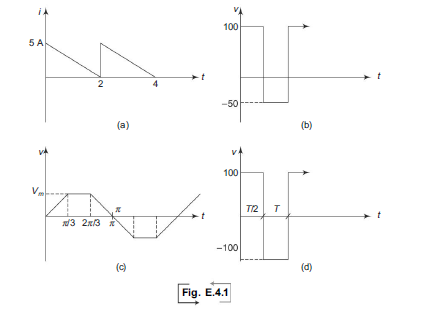 i
5 A
2
4
t
(a)
v
100
−50
t
(b)
v
Vm
π/3 2π/3 π
π
t
(c)
v
100
T/2 T
−100
t
(d)
Fig. E.4.1